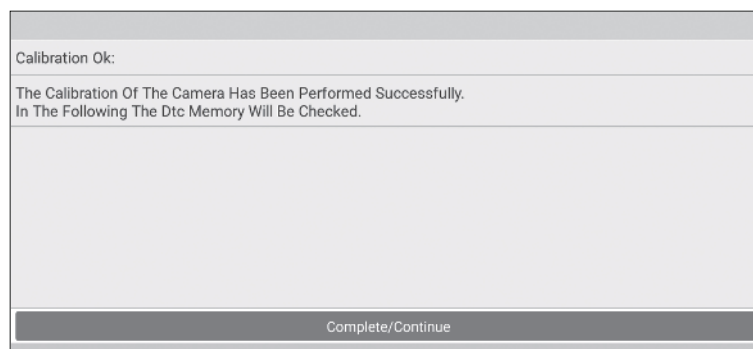 Calibration Ok:
The Calibration Of The Camera Has Been Performed Successfully.
In The Following The Dtc Memory Will Be Checked.
Complete/Continue